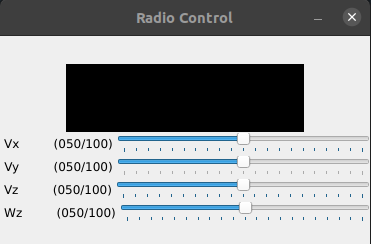 Radio Control
Vx (050/100)
Vy (050/100)
Vz (050/100)
Wz (050/100)